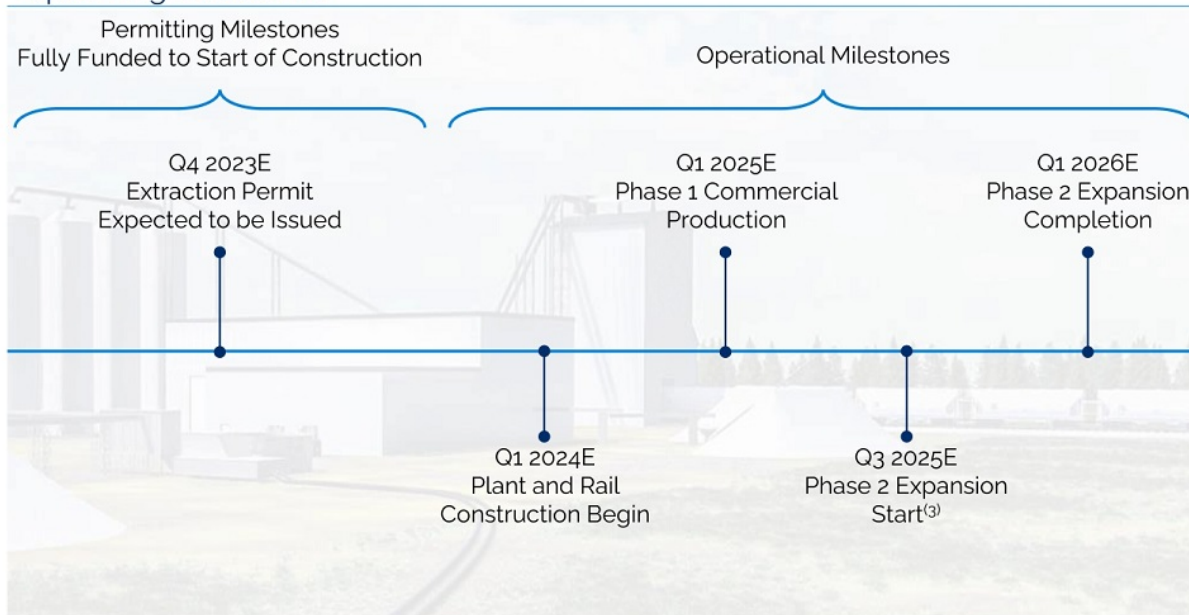 Permitting Milestones
Fully Funded to Start of Construction
Operational Milestones
Q4 2023E
Extraction Permit
Expected to be Issued
Q1 2025E
Phase 1 Commercial
Production
Q1 2026E
Phase 2 Expansion
Completion
Q1 2024E
Plant and Rail
Construction Begin
Q3 2025E
Phase 2 Expansion
Start(3)